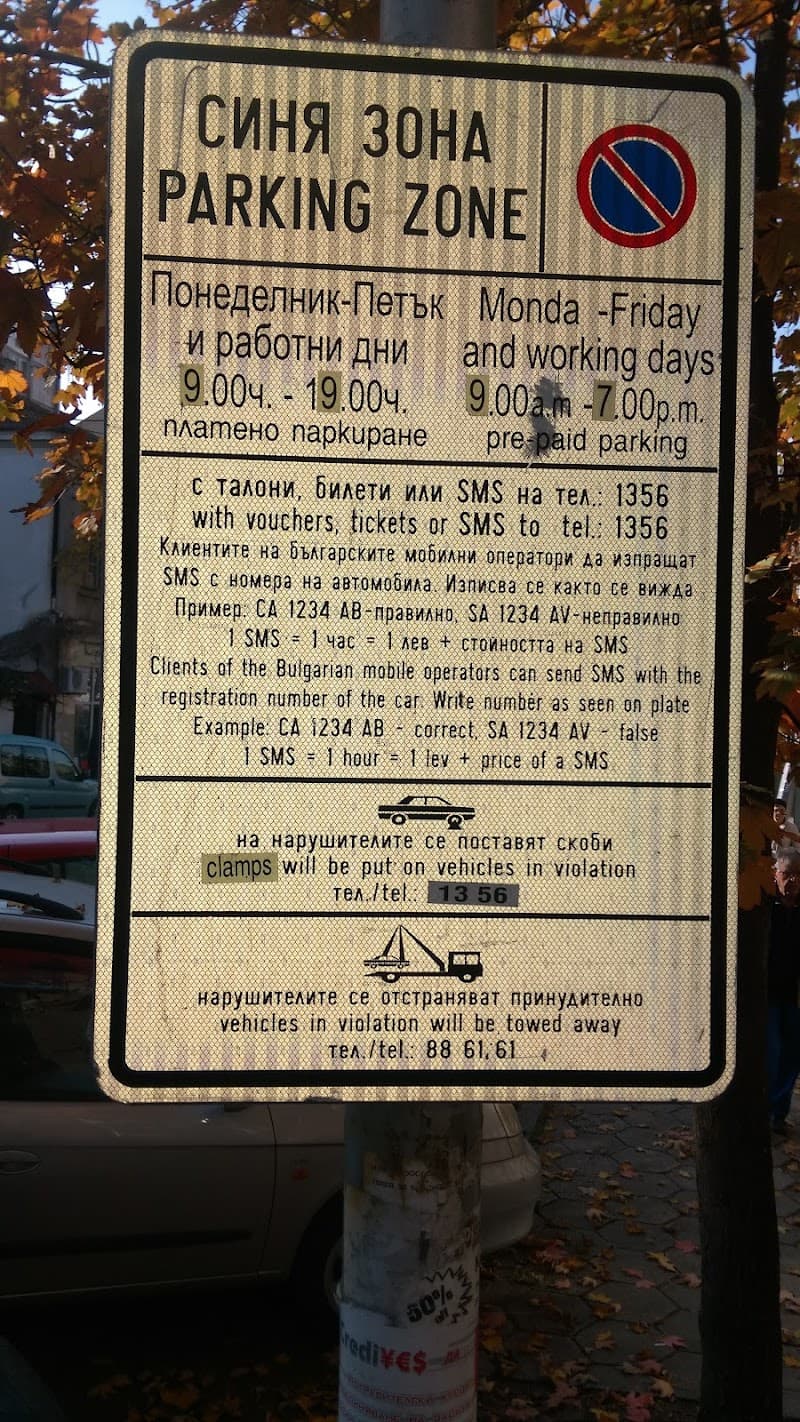 СИНЯ ЗОНА
PARKING ZONE
Понеделник-Петък
и работни дни
9.00ч. - 19.00ч.
платено паркиране
Monda -Friday
and working days
9.00a.m -7.00p.m.
pre-paid parking
с талони, билети или SMS на тел.: 1356
with vouchers, tickets or SMS to tel.: 1356
Клиентите на българските мобилни оператори да изпращат
SMS с номера на автомобила. Изписва се както се вижда
Пример: СА 1234 АВ-правилно, SA 1234 AV-неправилно
1 SMS = 1 час = 1 лев + стойността на SMS
Clients of the Bulgarian mobile operators can send SMS with the
registration number of the car. Write number as seen on plate
Example: CA 1234 AB - correct, SA 1234 AV - false
1 SMS = 1 hour = 1 lev + price of a SMS
на нарушителите се поставят скоби
clamps will be put on vehicles in violation
тел./tel.: 13 56
нарушителите се отстраняват принудително
vehicles in violation will be towed away
тел./tel.: 88 61,61
50%